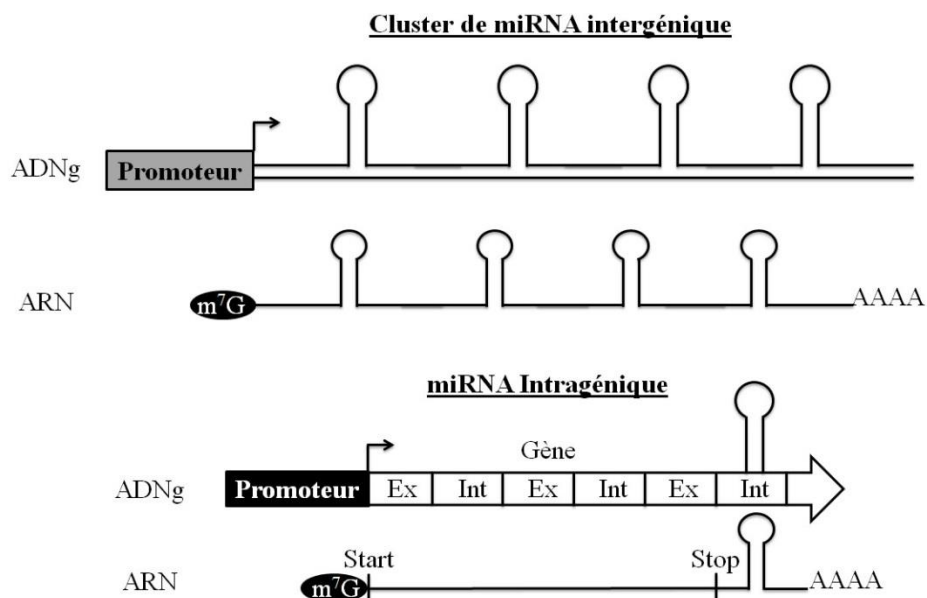 Cluster de miRNA intergénique
ADNg Promoteur
ARN m⁷G AAAA
miRNA Intragénique
Gène
ADNg Promoteur Ex Int Ex Int Ex Int
Start Stop
ARN m⁷G AAAA